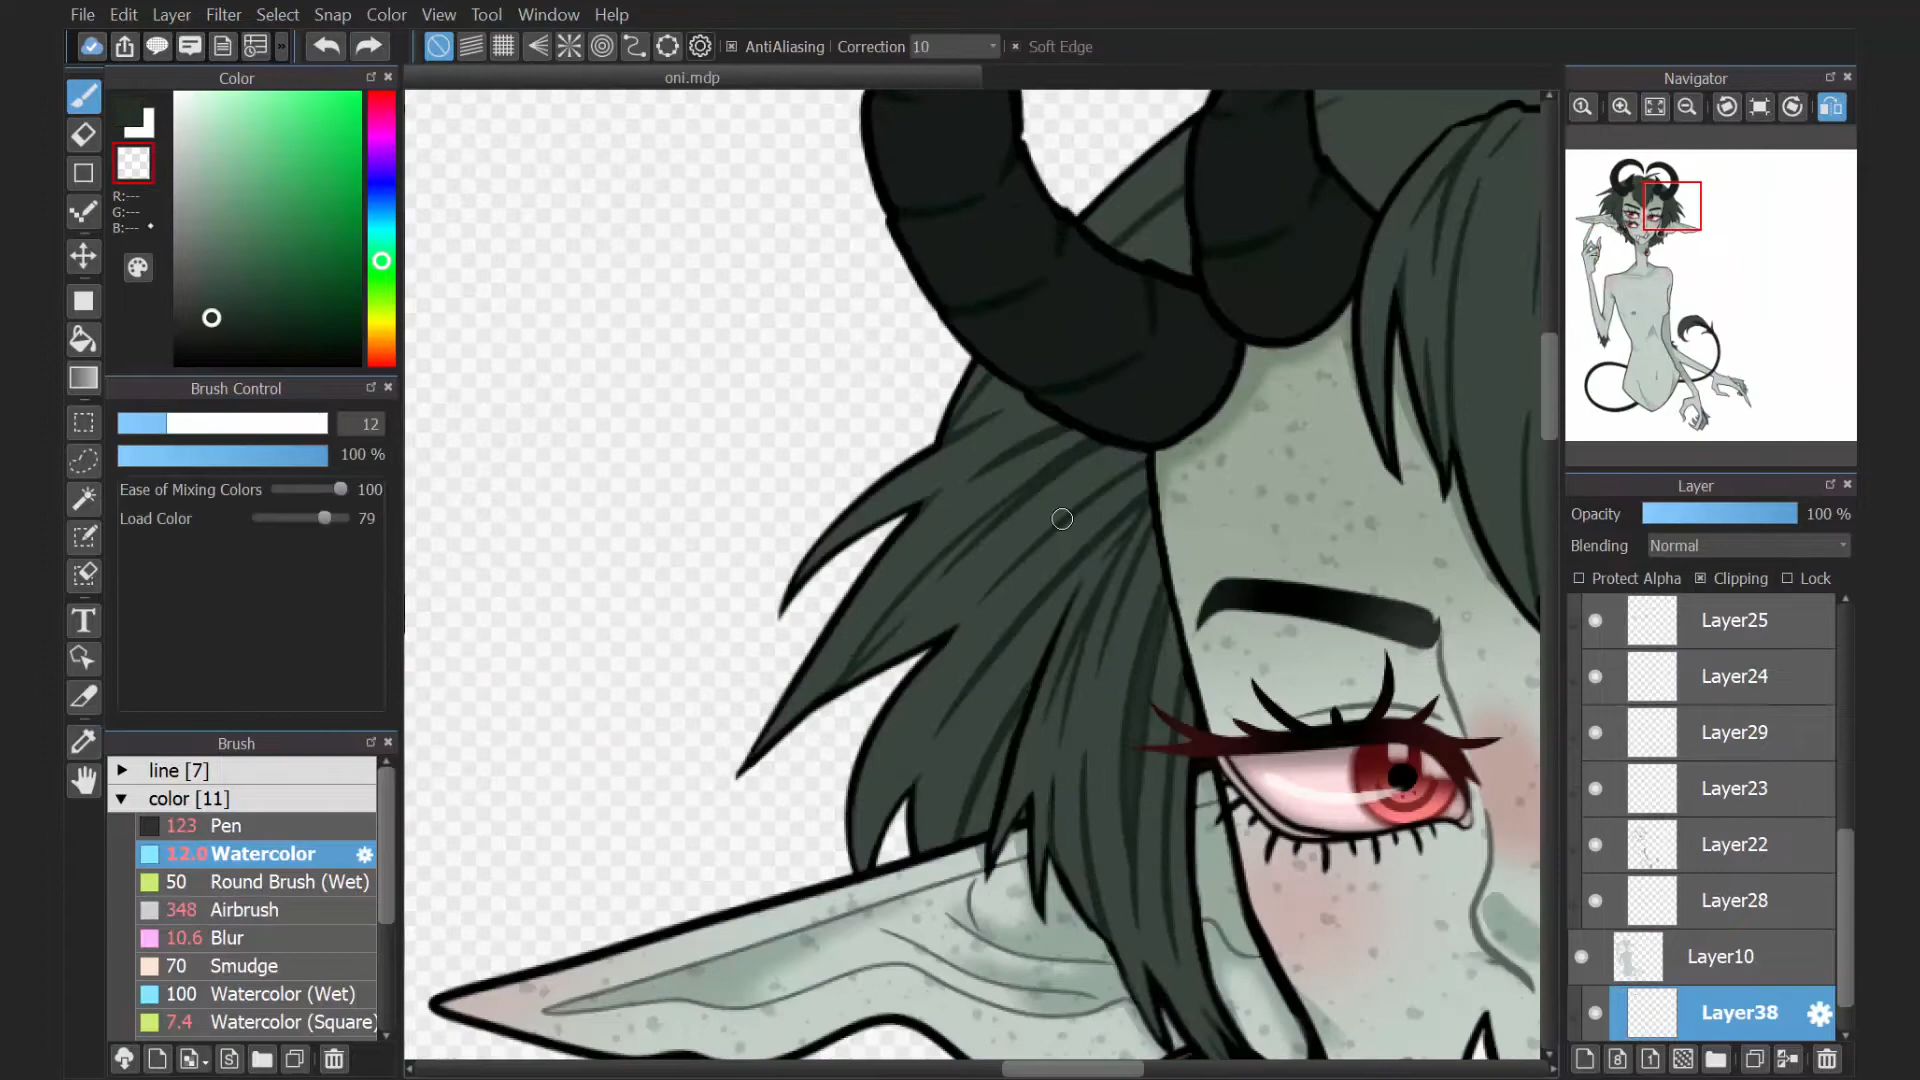 File Edit Layer Filter Select Snap Color View Tool Window Help
» AntiAliasing Correction 10 Soft Edge
Color
oni.mdp
Navigator
R:---
G:---
B:---
Brush Control
12
100 %
Ease of Mixing Colors 100
Load Color 79
Brush
line [7]
color [11]
123 Pen
12.0 Watercolor
50 Round Brush (Wet)
348 Airbrush
10.6 Blur
70 Smudge
100 Watercolor (Wet)
7.4 Watercolor (Square)
Layer
Opacity 100 %
Blending Normal
Protect Alpha Clipping Lock
Layer25
Layer24
Layer29
Layer23
Layer22
Layer28
Layer10
Layer38